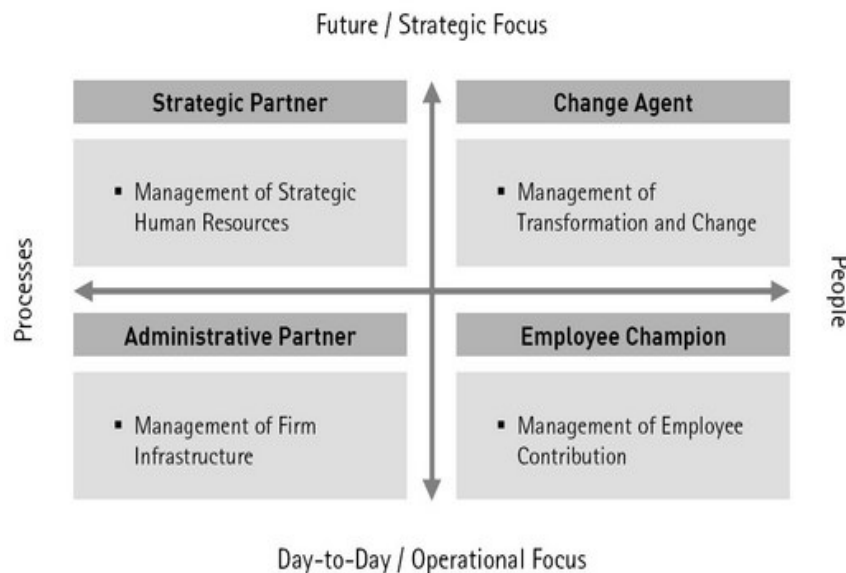 Future / Strategic Focus
Strategic Partner
▪ Management of Strategic
Human Resources
Change Agent
▪ Management of
Transformation and Change
Processes
People
Administrative Partner
▪ Management of Firm
Infrastructure
Employee Champion
▪ Management of Employee
Contribution
Day-to-Day / Operational Focus